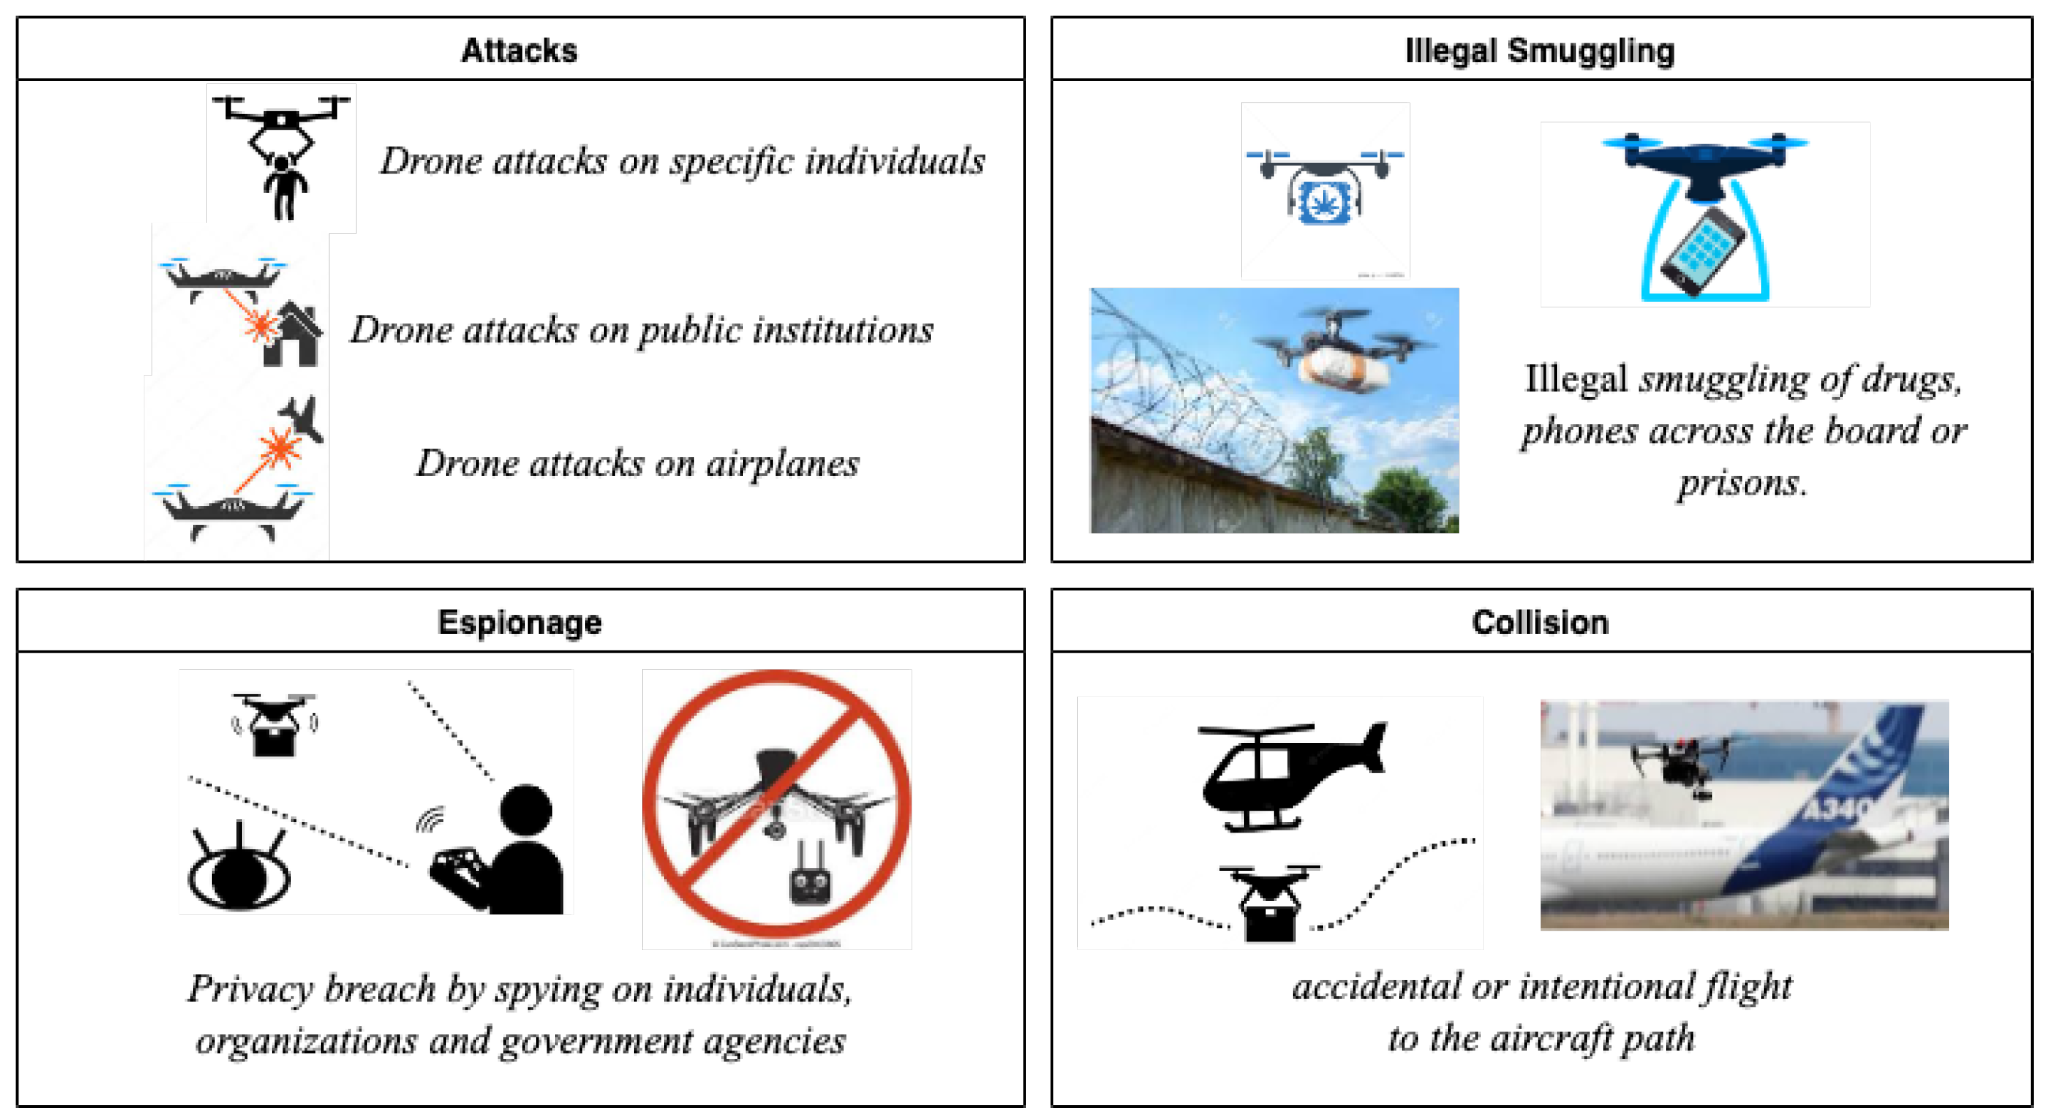 Attacks
Drone attacks on specific individuals
Drone attacks on public institutions
Drone attacks on airplanes
Illegal Smuggling
Illegal smuggling of drugs,
phones across the board or
prisons.
Espionage
Privacy breach by spying on individuals,
organizations and government agencies
Collision
A340
accidental or intentional flight
to the aircraft path